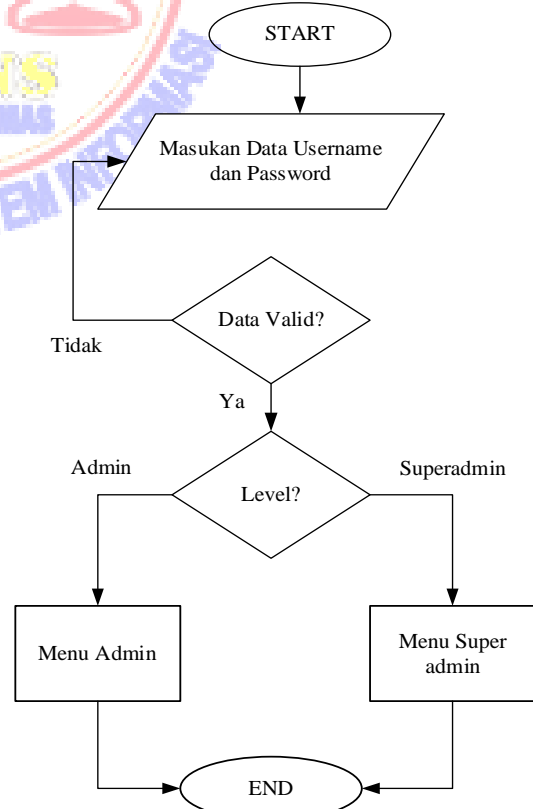 START
Masukan Data Username
dan Password
Data Valid?
Tidak
Ya
Admin
Superadmin
Level?
Menu Admin
Menu Super
admin
END